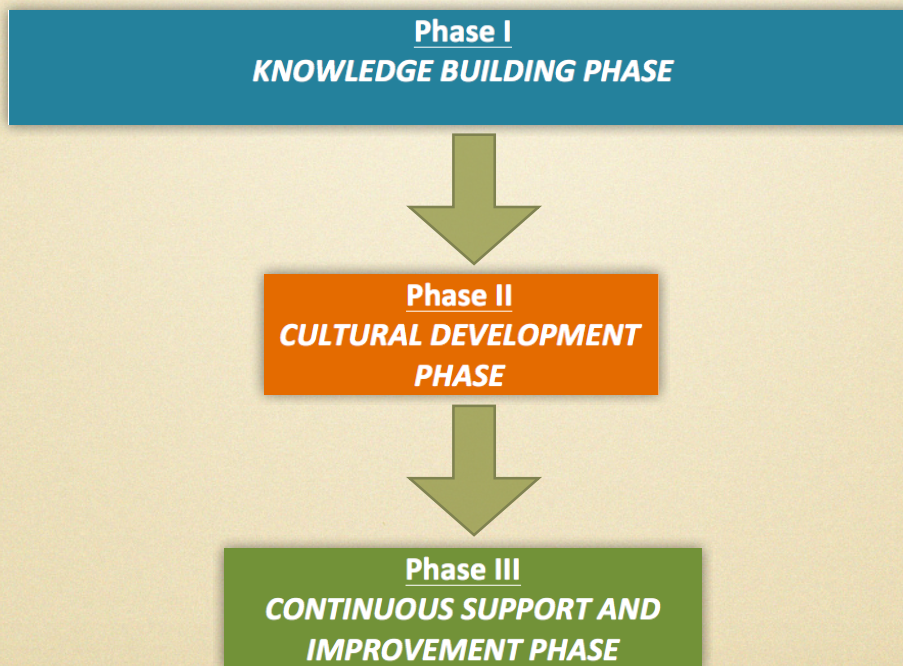 Phase I
KNOWLEDGE BUILDING PHASE
Phase II
CULTURAL DEVELOPMENT
PHASE
Phase III
CONTINUOUS SUPPORT AND
IMPROVEMENT PHASE